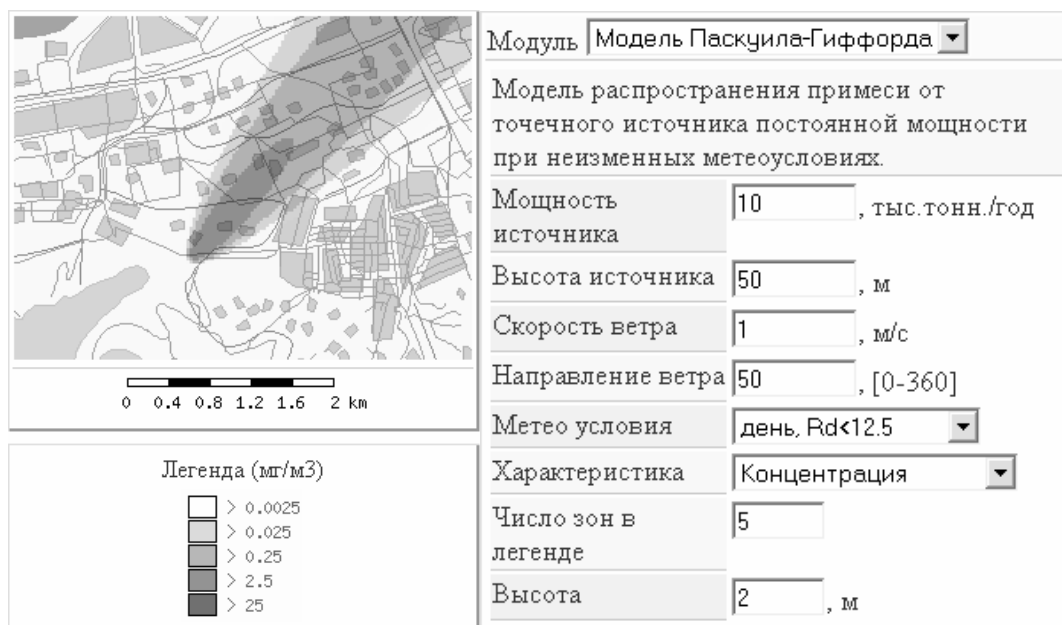 0 0.4 0.8 1.2 1.6 2 km
Легенда (мг/м3)
> 0.0025
> 0.025
> 0.25
> 2.5
> 25
Модуль Модель Паскуила-Гиффорда
Модель распространения примеси от
точечного источника постоянной мощности
при неизменных метеоусловиях.
Мощность
источника
10 , тыс.тонн./год
Высота источника 50 , м
Скорость ветра 1 , м/с
Направление ветра 50 , [0-360]
Метео условия день, Rd<12.5
Характеристика Концентрация
Число зон в
легенде
5
Высота 2 , м